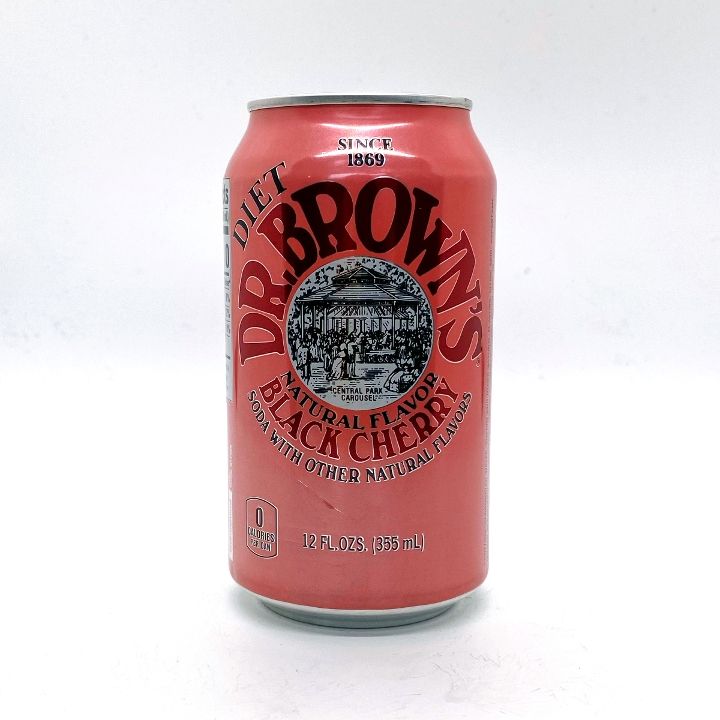 SINCE
1869
DIET
DR. BROWN'S
CENTRAL PARK
CAROUSEL
NATURAL FLAVOR
BLACK CHERRY
SODA WITH OTHER NATURAL FLAVORS
0
CALORIES
PER CAN
12 FL.OZS. (355 mL)